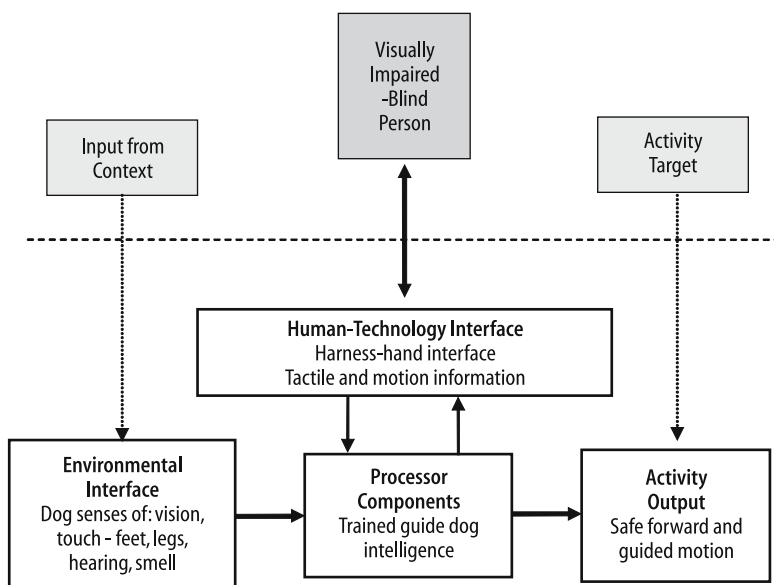 Visually
Impaired
-Blind
Person
Input from
Context
Activity
Target
Human-Technology Interface
Harness-hand interface
Tactile and motion information
Environmental
Interface
Dog senses of: vision,
touch - feet, legs,
hearing, smell
Processor
Components
Trained guide dog
intelligence
Activity
Output
Safe forward and
guided motion